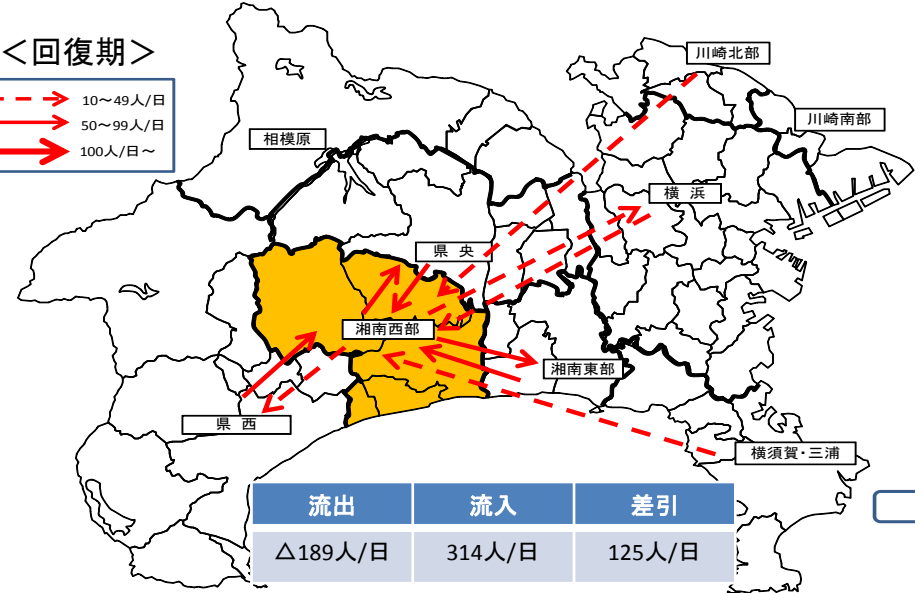 ＜回復期＞
10～49人/日
50～99人/日
100人/日～
川崎北部
川崎南部
相模原
横 浜
県 央
湘南西部
湘南東部
県 西
横須賀・三浦
流出 流入 差引
△189人/日 314人/日 125人/日